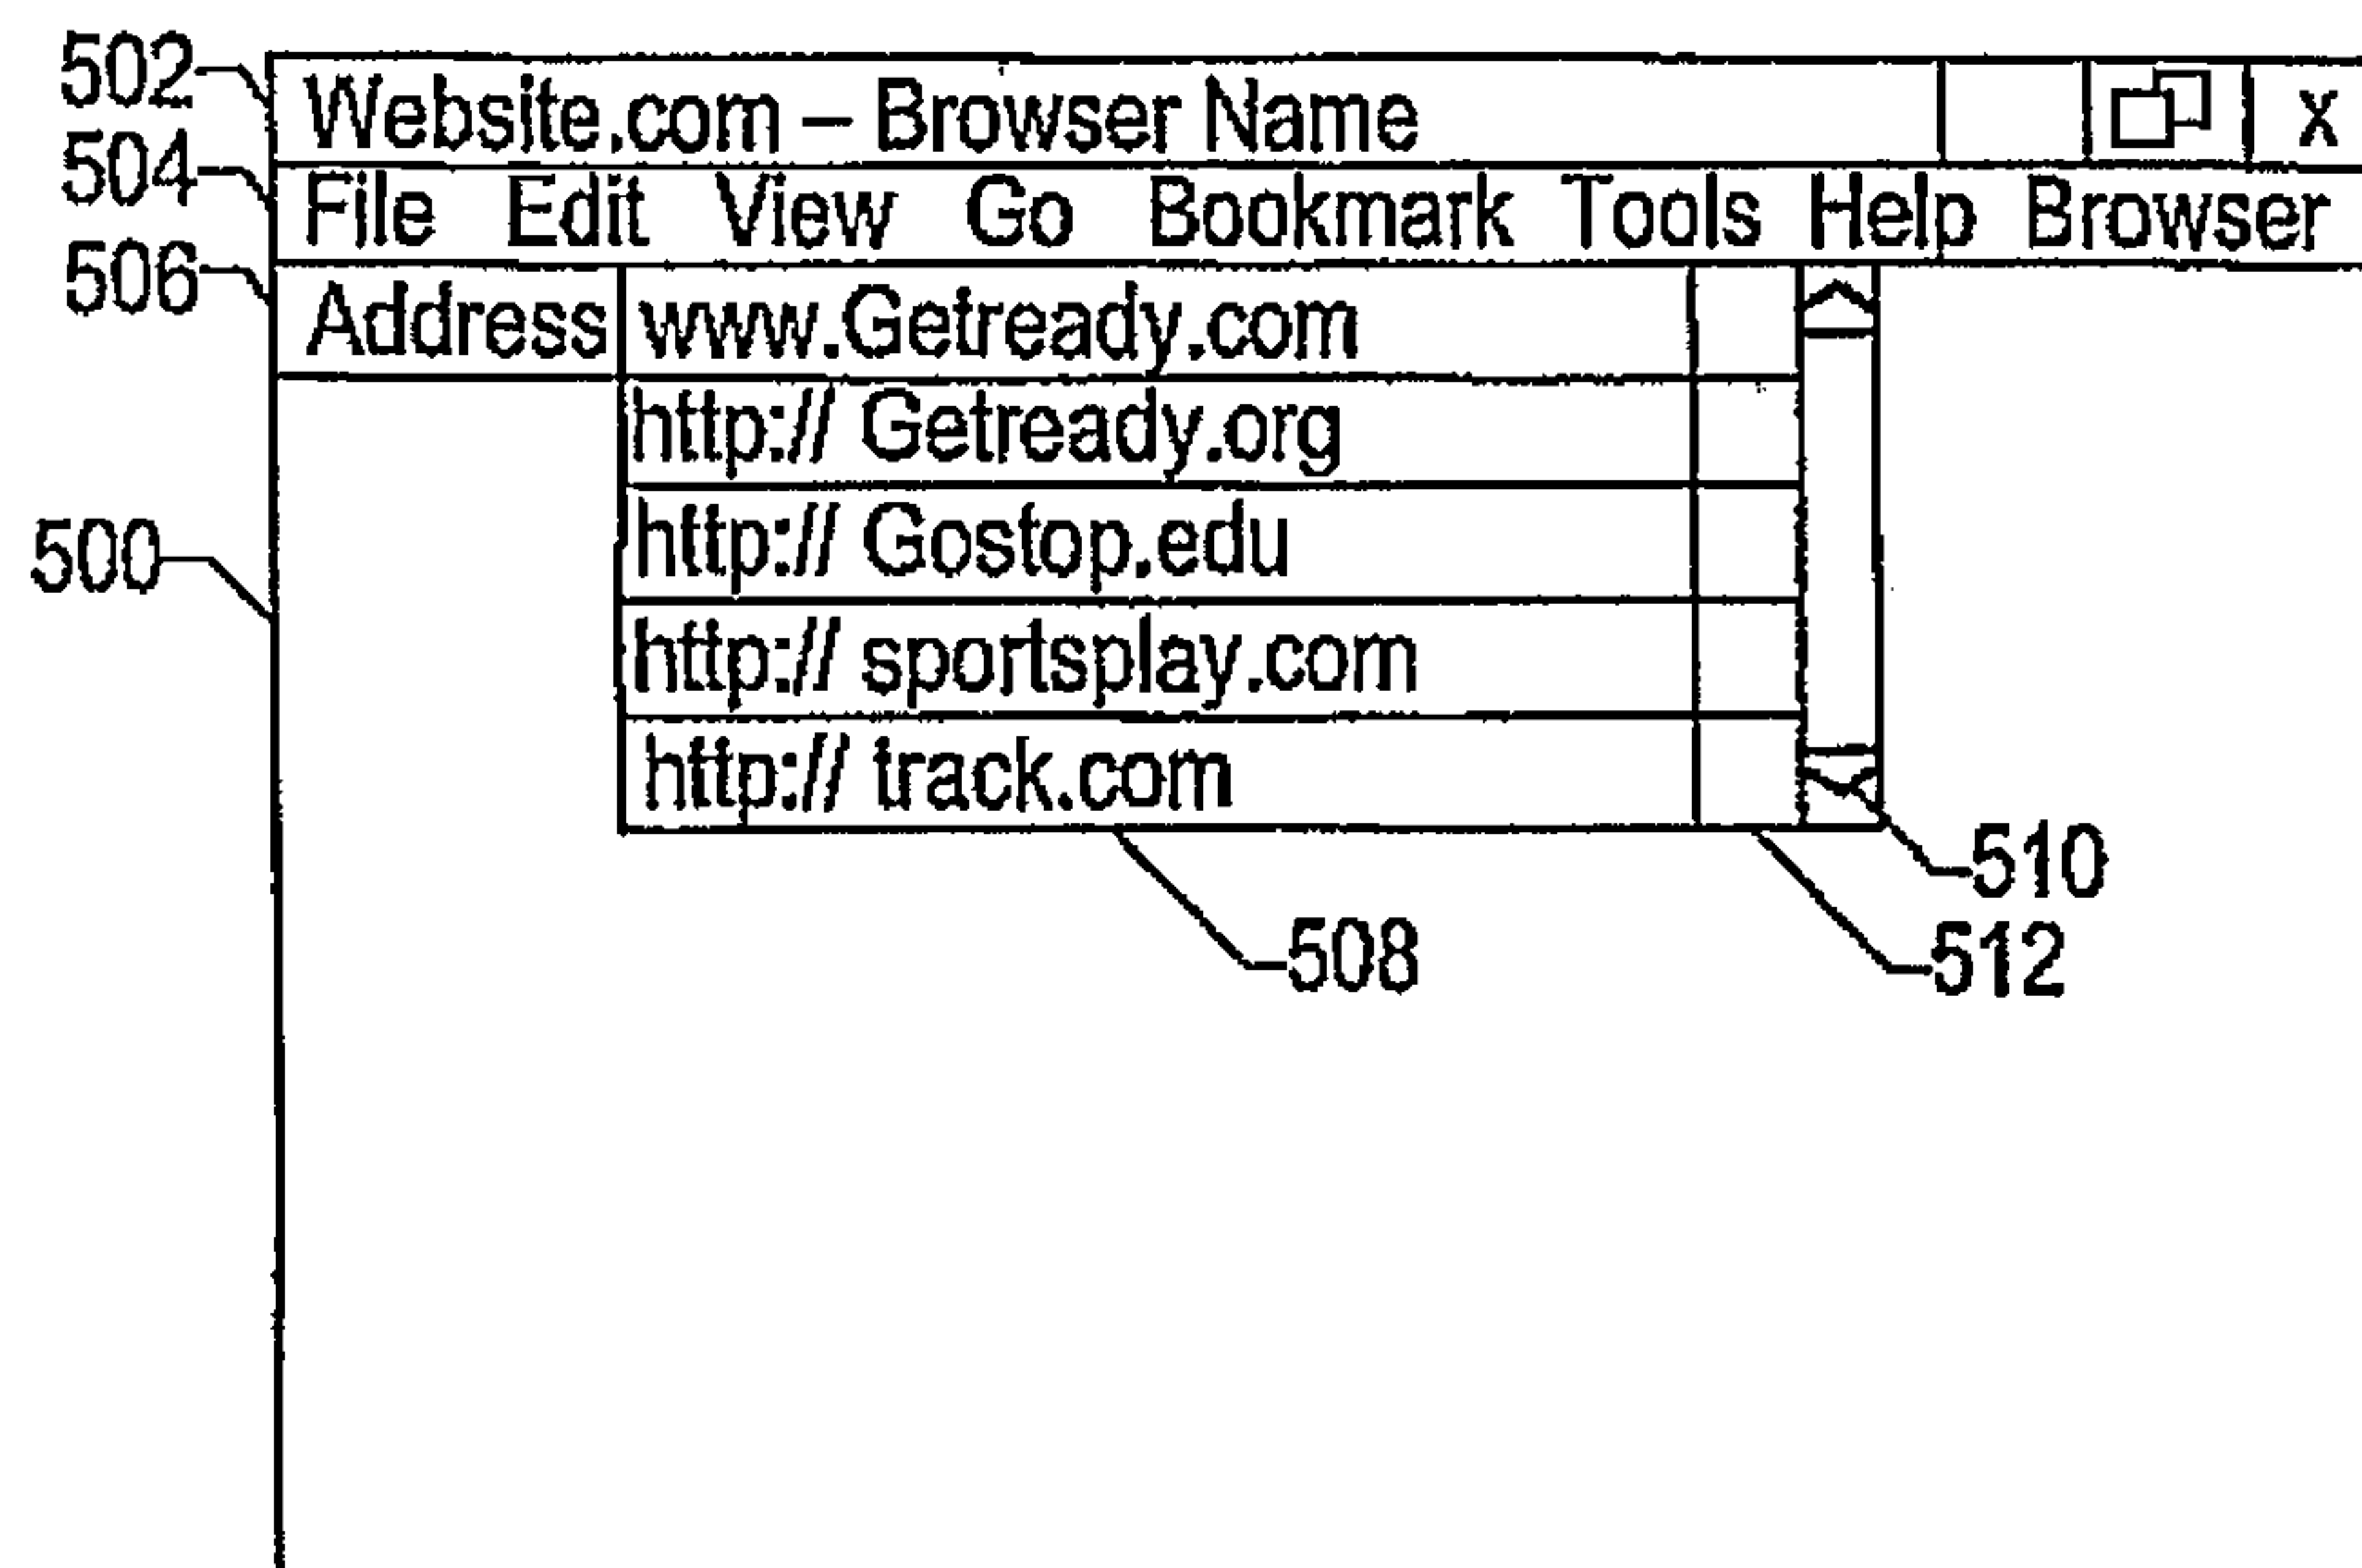 502
Website.com – Browser Name x
504
File Edit View Go Bookmark Tools Help Browser
506
Address www.Getready.com
http:// Getready.org
500
http:// Gostop.edu
http:// sportsplay.com
http:// track.com
510
508
512